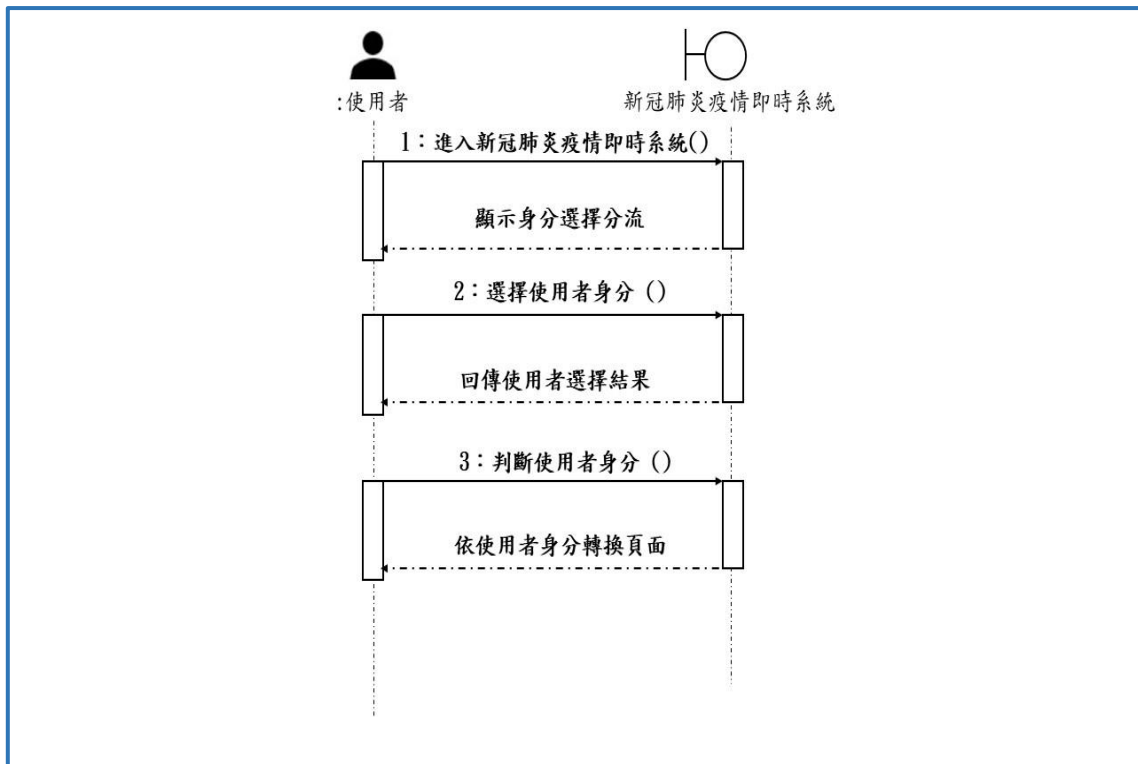 :使用者
新冠肺炎疫情即時系統
1：進入新冠肺炎疫情即時系統()
顯示身分選擇分流
2：選擇使用者身分 ()
回傳使用者選擇結果
3：判斷使用者身分 ()
依使用者身分轉換頁面